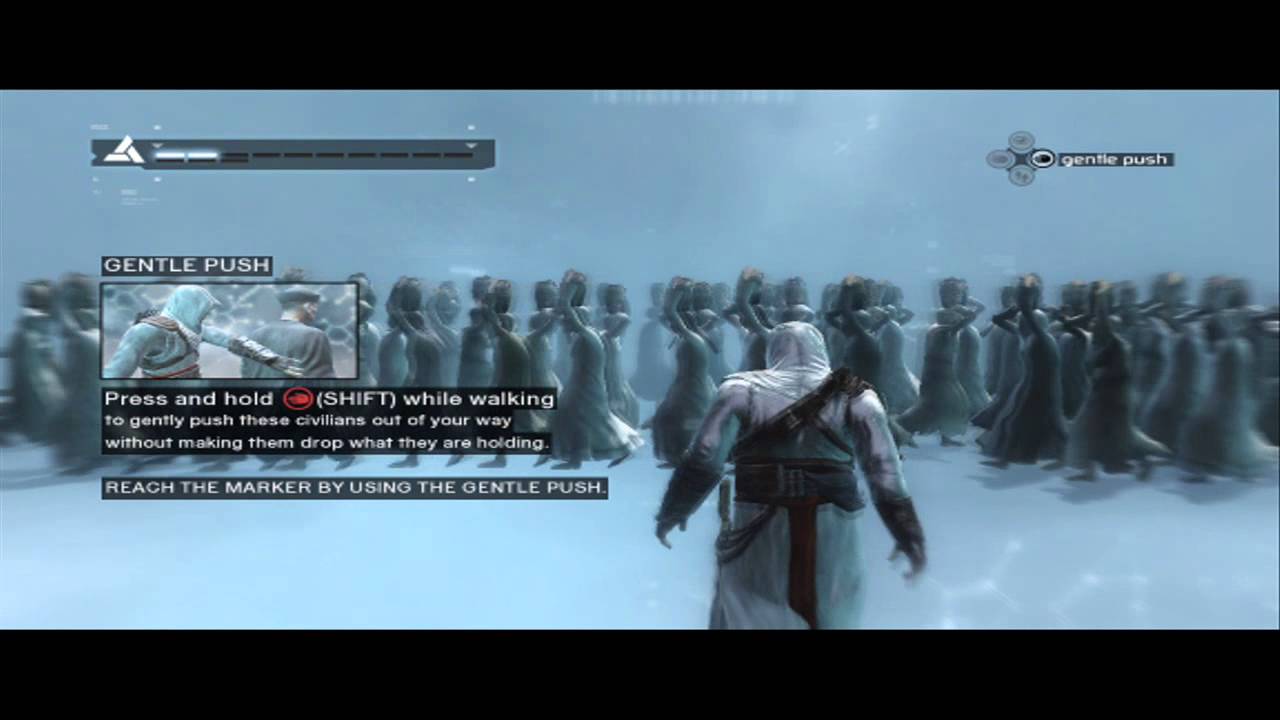 gentle push
GENTLE PUSH
Press and hold (SHIFT) while walking
to gently push these civilians out of your way
without making them drop what they are holding.
REACH THE MARKER BY USING THE GENTLE PUSH.